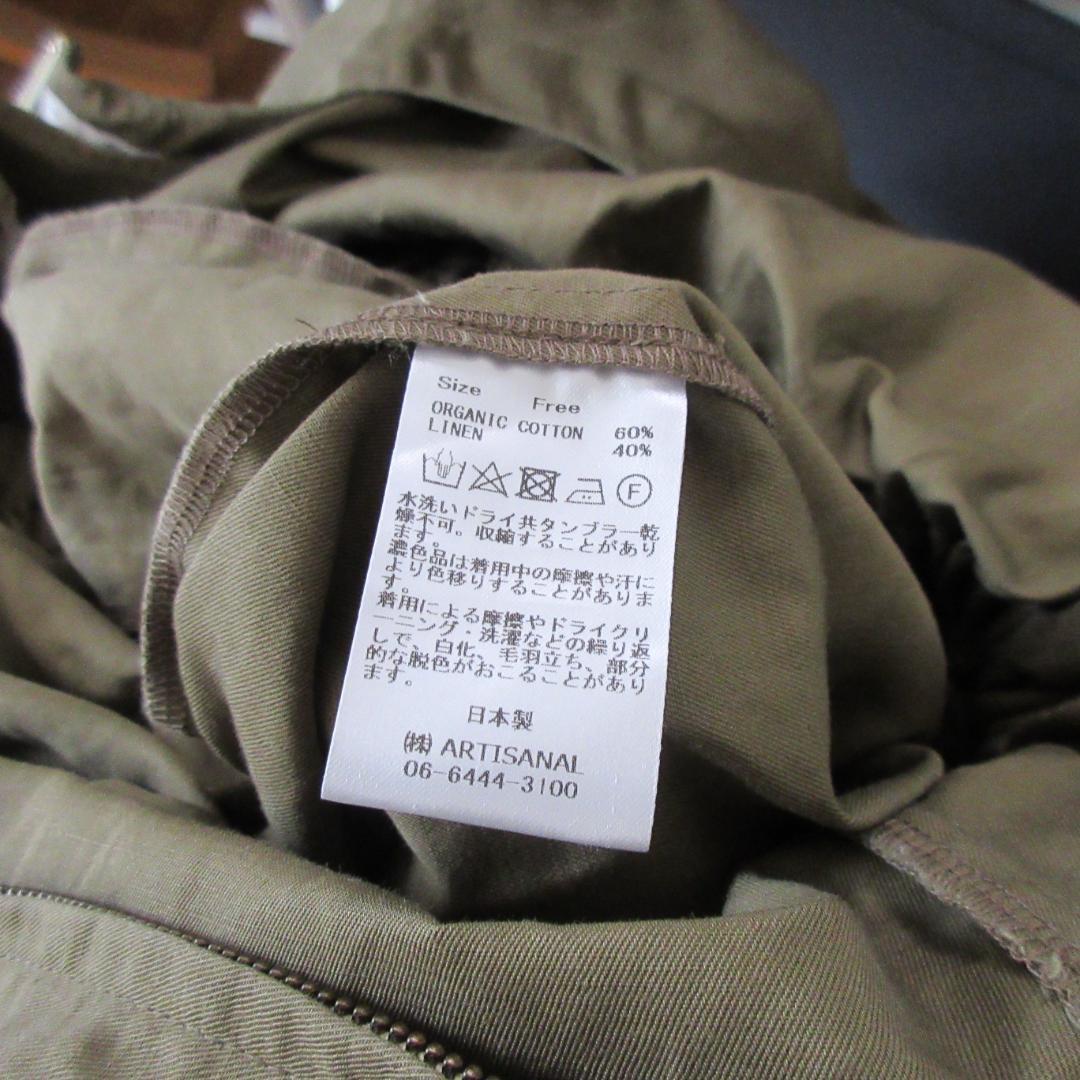 Size Free
ORGANIC COTTON 60%
LINEN 40%
F
水洗いドライ共タンブラー乾
燥不可。収縮することがあり
ます。
濃色品は着用中の摩擦や汗に
より色移りすることがありま
す。
着用による摩擦やドライクリ
ーニング・洗濯などの繰り返
しで、白化、毛羽立ち、部分
的な脱色がおこることがあり
ます。
日本製
㈱ ARTISANAL
06-6444-3100